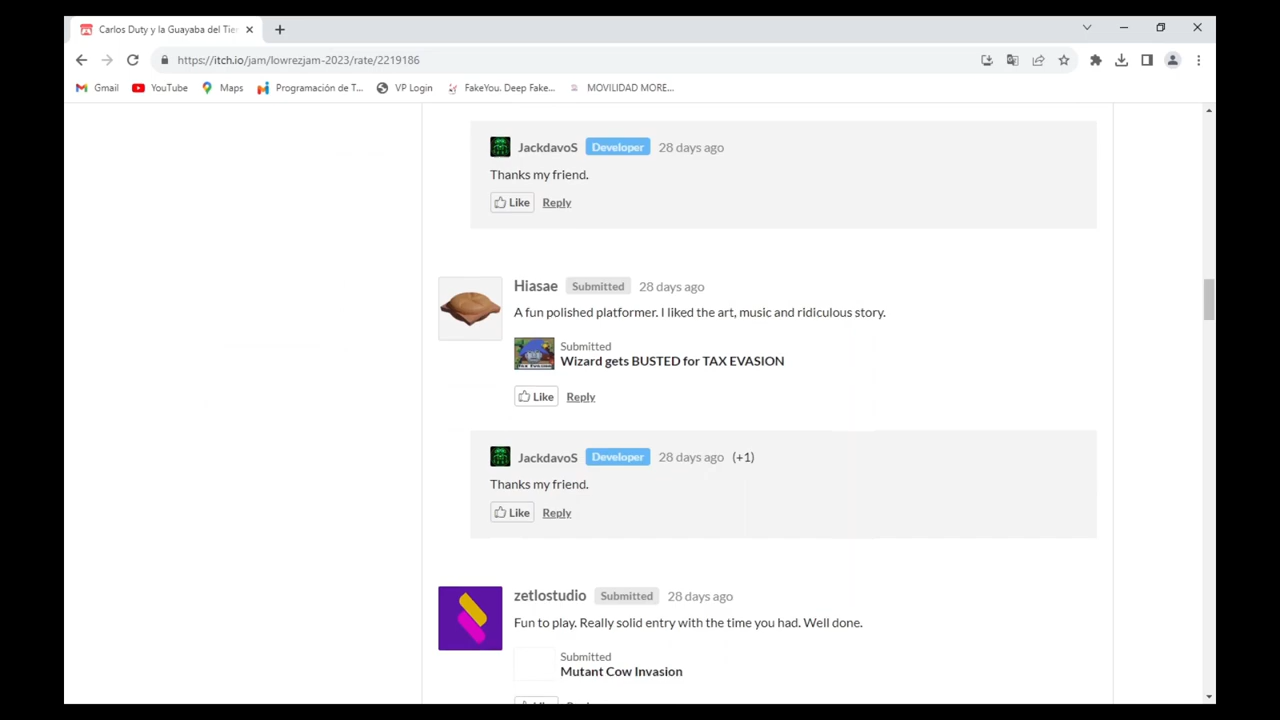 Carlos Duty y la Guayaba del Tie
https://itch.io/jam/lowrezjam-2023/rate/2219186
Gmail YouTube Maps Programación de T... VP Login FakeYou. Deep Fake... MOVILIDAD MORE...
JackdavoS Developer 28 days ago
Thanks my friend.
Like Reply
Hiasae Submitted 28 days ago
A fun polished platformer. I liked the art, music and ridiculous story.
Submitted
Wizard gets BUSTED for TAX EVASION
Like Reply
JackdavoS Developer 28 days ago (+1)
Thanks my friend.
Like Reply
zetlostudio Submitted 28 days ago
Fun to play. Really solid entry with the time you had. Well done.
Submitted
Mutant Cow Invasion